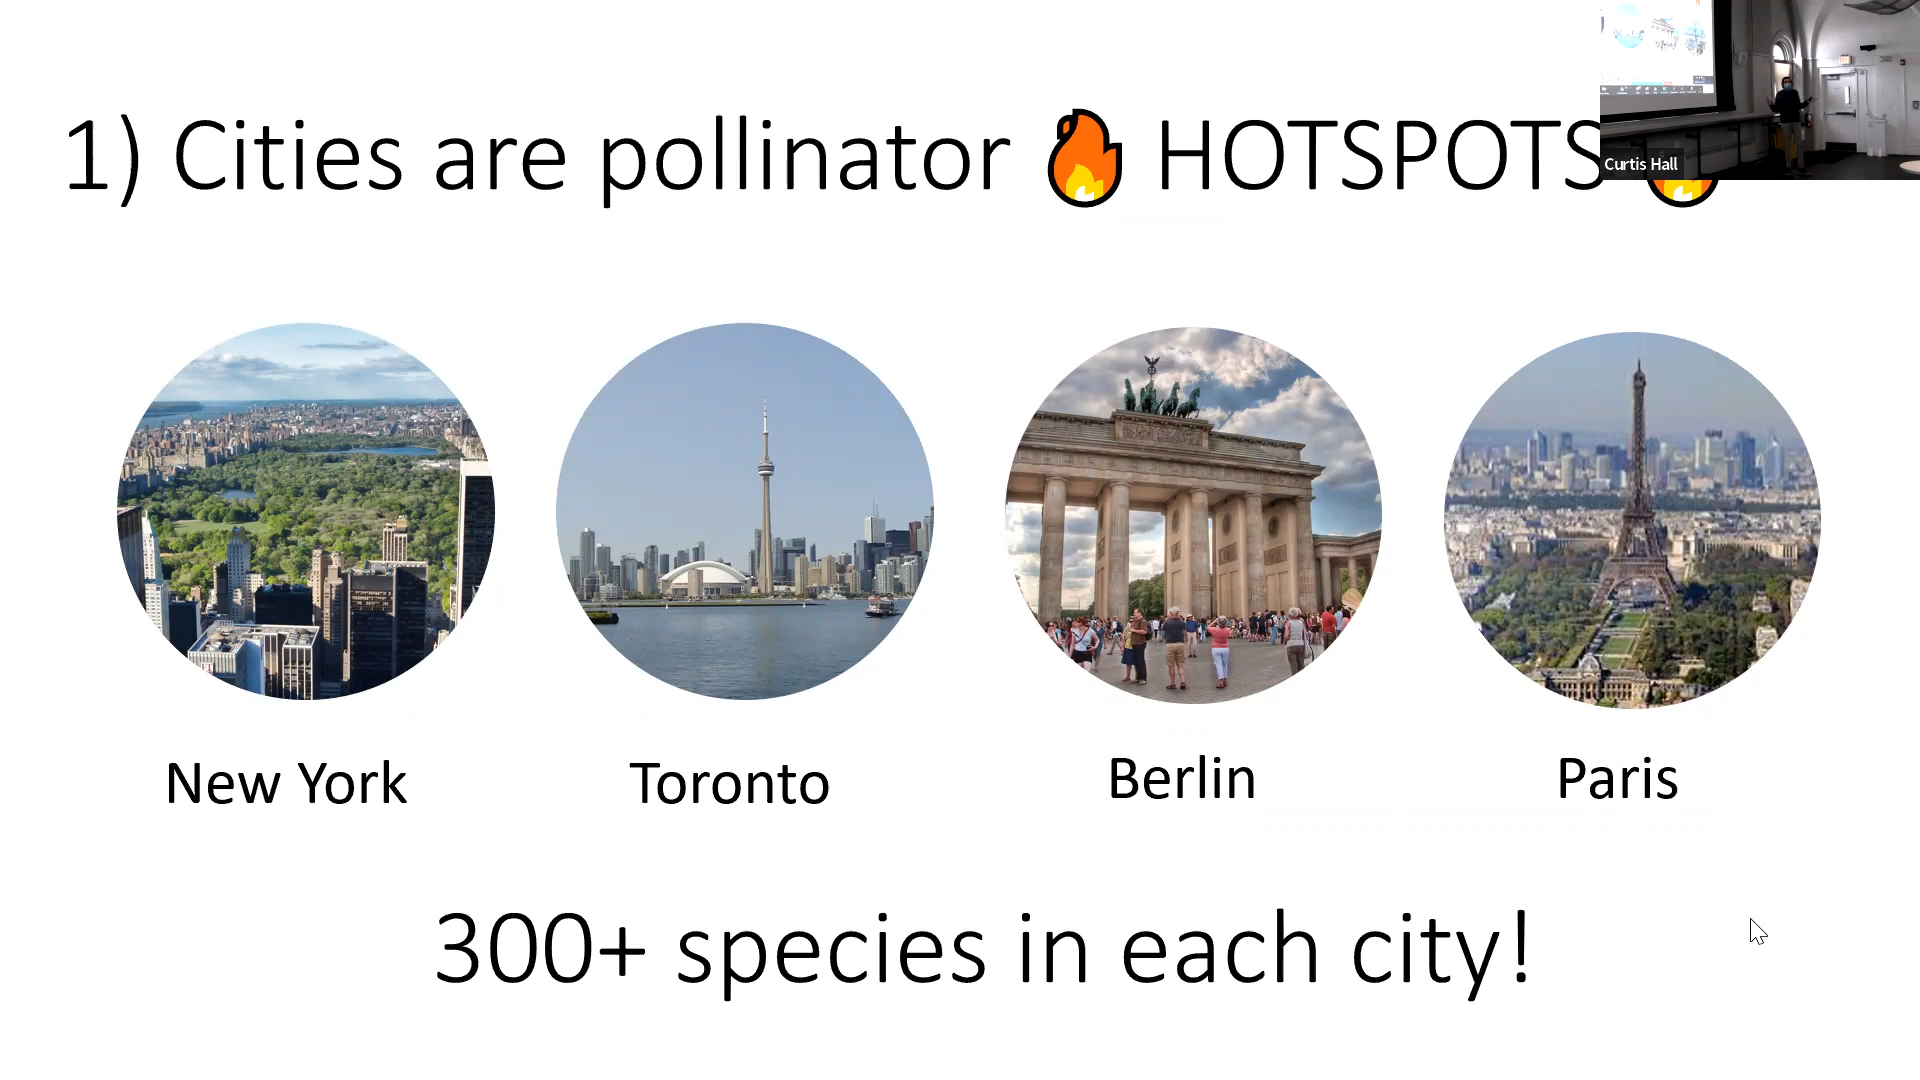 1) Cities are pollinator 🔥 HOTSPOTS 🔥
Curtis Hall
New York
Toronto
Berlin
Paris
300+ species in each city!